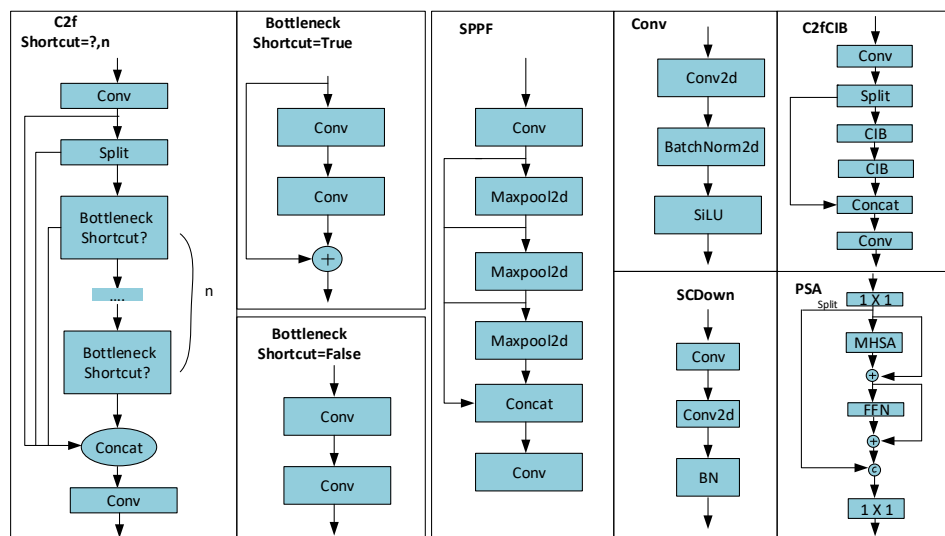 C2f
Shortcut=?,n
Conv
Split
Bottleneck
Shortcut?
....
Bottleneck
Shortcut?
n
Concat
Conv
Bottleneck
Shortcut=True
Conv
Conv
+
Bottleneck
Shortcut=False
Conv
Conv
SPPF
Conv
Maxpool2d
Maxpool2d
Maxpool2d
Concat
Conv
Conv
Conv2d
BatchNorm2d
SiLU
SCDown
Conv
Conv2d
BN
C2fCIB
Conv
Split
CIB
CIB
Concat
Conv
PSA
Split
1 X 1
MHSA
+
FFN
+
C
1 X 1